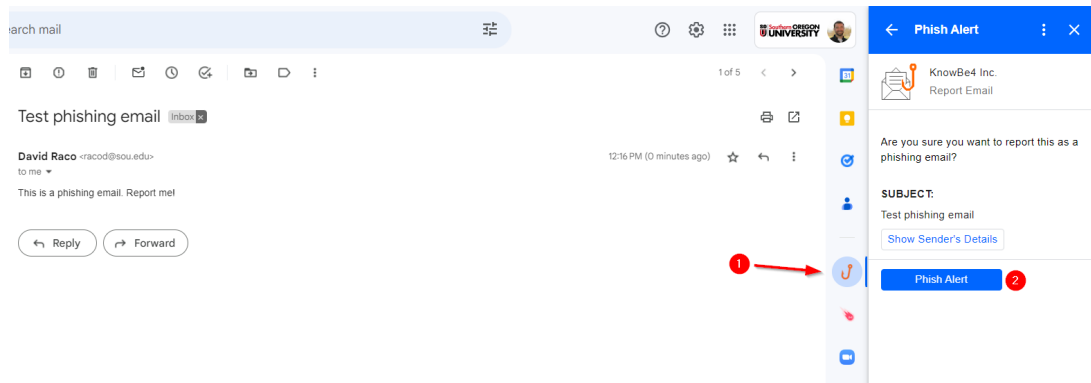 earch mail
SO Southern OREGON
UNIVERSITY
Phish Alert
1 of 5
31
KnowBe4 Inc.
Report Email
Test phishing email Inbox x
Are you sure you want to report this as a
phishing email?
David Raco <racod@sou.edu>
12:16 PM (0 minutes ago)
to me
This is a phishing email. Report me!
SUBJECT:
Test phishing email
Show Sender's Details
Reply
Forward
1
Phish Alert
2